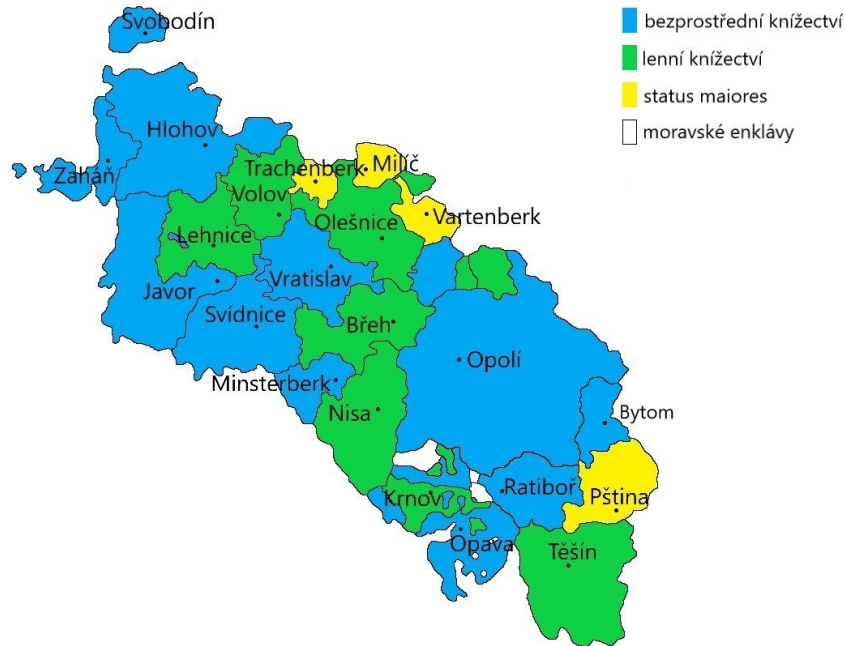 Svobodín
bezprostřední knížectví
lenní knížectví
status maiores
moravské enklávy
Hlohov
Zaháň
Trachenberk
Milíč
Volov
Vartenberk
Olešnice
Lehnice
Vratislav
Javor
Svídnice
Břeh
Opolí
Minsterberk
Nisa
Bytom
Krnov
Ratiboř
Pština
Opava
Těšín